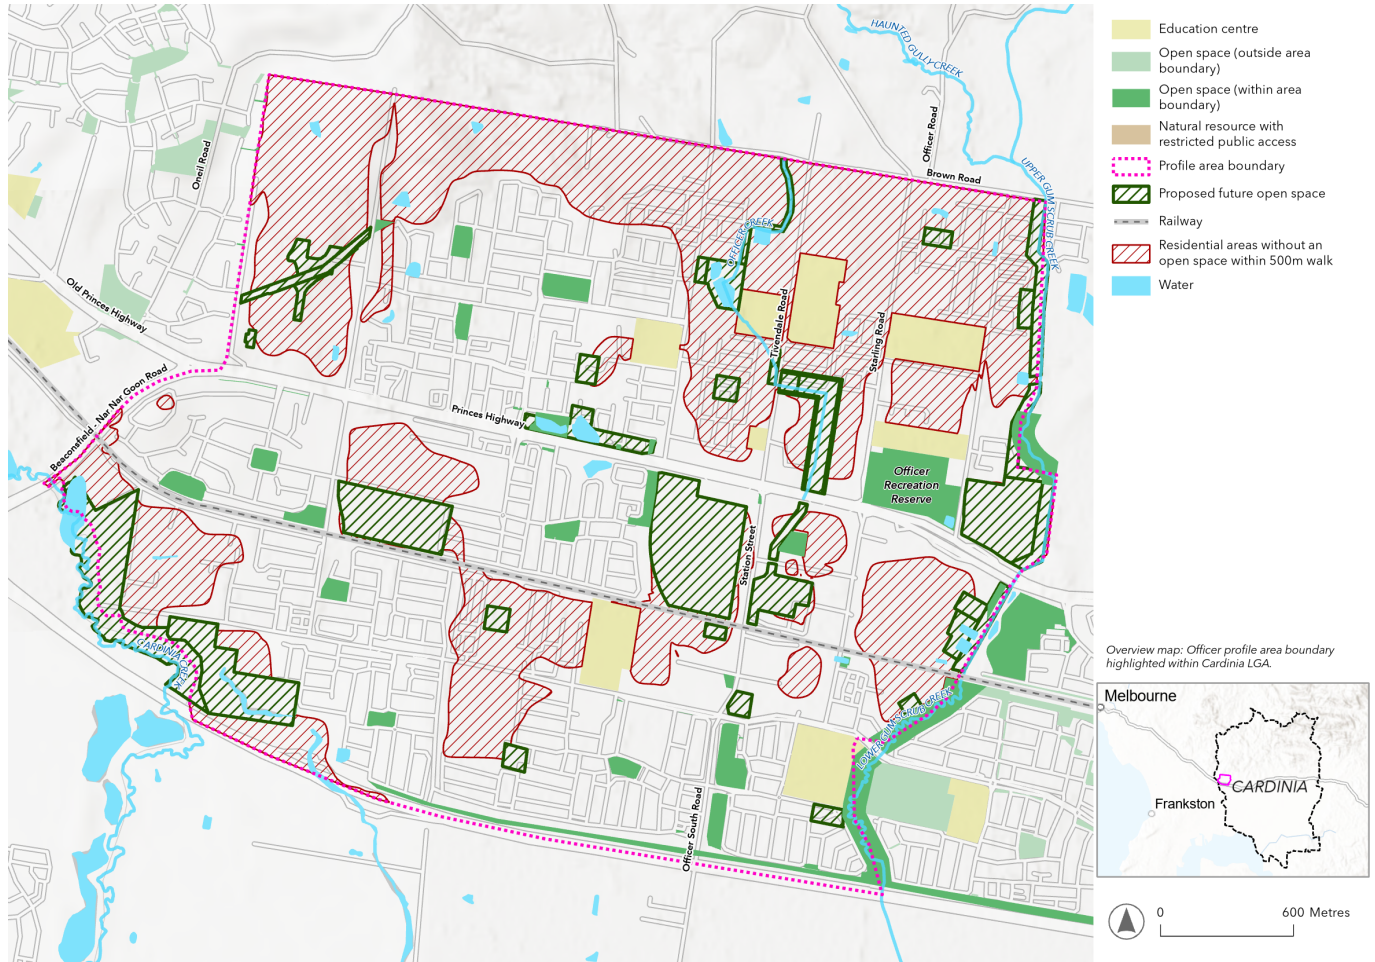 HAUNTED GULLY CREEK
Officer Road
Oneil Road
Brown Road
UPPER GUM SCRUB CREEK
OFFICER CREEK
Old Princes Highway
Tivendale Road
Starling Road
Beaconsfield - Nar Nar Goon Road
Princes Highway
Officer
Recreation
Reserve
Station Street
CARDINIA CREEK
LOWER GUM SCRUB CREEK
Officer South Road
Education centre
Open space (outside area
boundary)
Open space (within area
boundary)
Natural resource with
restricted public access
Profile area boundary
Proposed future open space
Railway
Residential areas without an
open space within 500m walk
Water
Overview map: Officer profile area boundary
highlighted within Cardinia LGA.
Melbourne
CARDINIA
Frankston
0 600 Metres